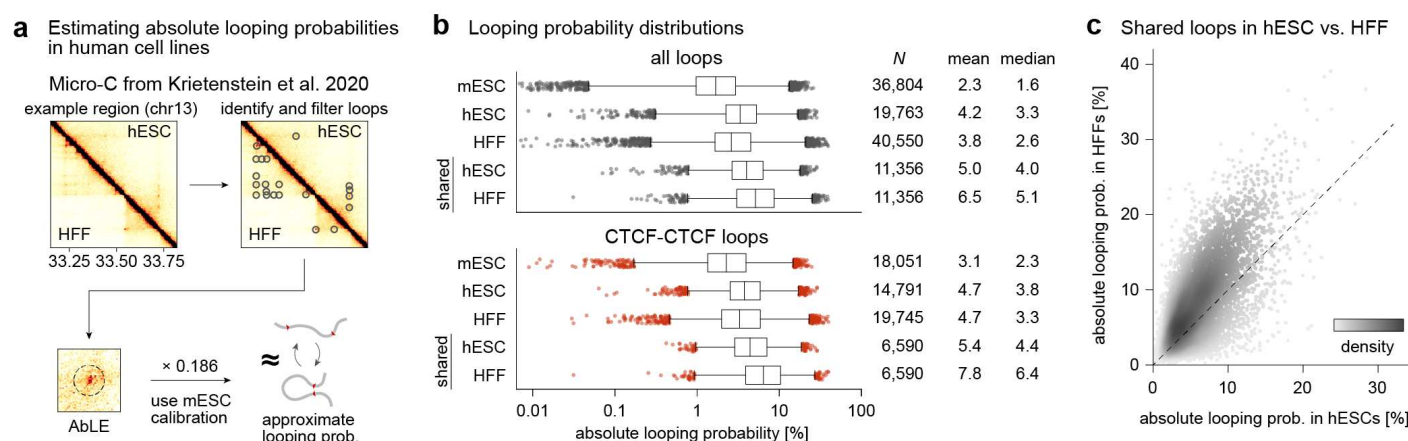 a Estimating absolute looping probabilities
in human cell lines
Micro-C from Krietenstein et al. 2020
example region (chr13)
identify and filter loops
hESC
HFF
33.25 33.50 33.75
hESC
HFF
AbLE
× 0.186
use mESC
calibration
≈
approximate
looping prob.
b Looping probability distributions
all loops
N mean median
mESC 36,804 2.3 1.6
hESC 19,763 4.2 3.3
HFF 40,550 3.8 2.6
shared
hESC 11,356 5.0 4.0
HFF 11,356 6.5 5.1
CTCF-CTCF loops
mESC 18,051 3.1 2.3
hESC 14,791 4.7 3.8
HFF 19,745 4.7 3.3
shared
hESC 6,590 5.4 4.4
HFF 6,590 7.8 6.4
0.01 0.1 1 10 100
absolute looping probability [%]
c Shared loops in hESC vs. HFF
absolute looping prob. in HFFs [%]
40
30
20
10
0
density
0 10 20 30
absolute looping prob. in hESCs [%]